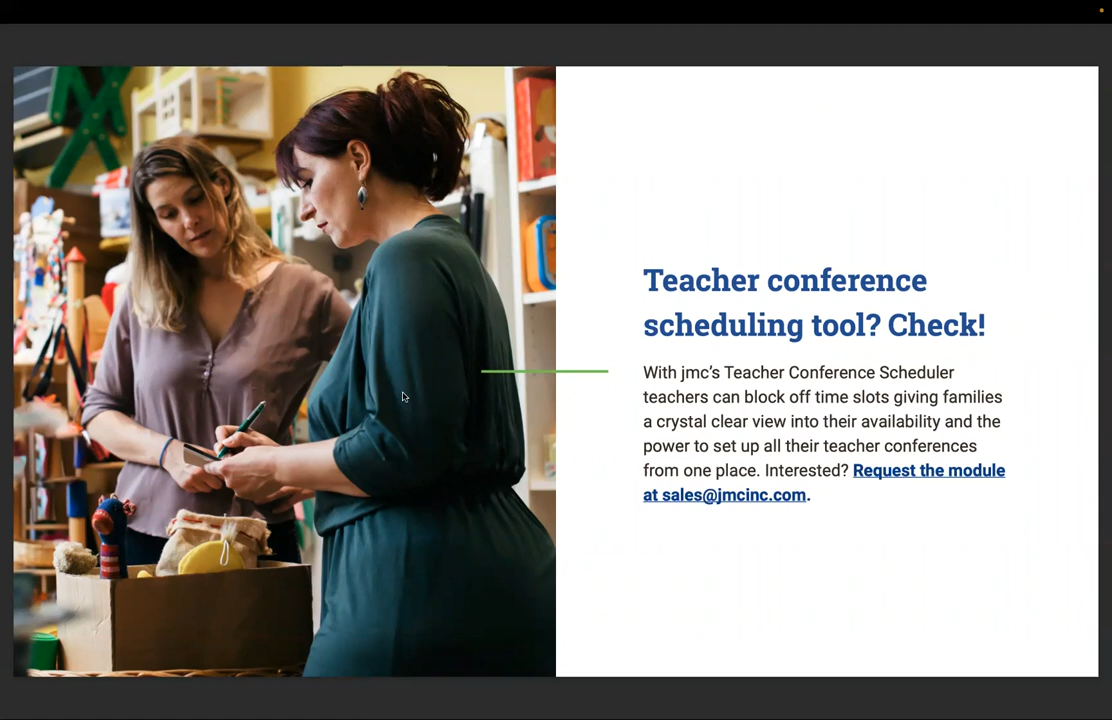 Teacher conference
scheduling tool? Check!
With jmc’s Teacher Conference Scheduler
teachers can block off time slots giving families
a crystal clear view into their availability and the
power to set up all their teacher conferences
from one place. Interested? Request the module
at sales@jmcinc.com.